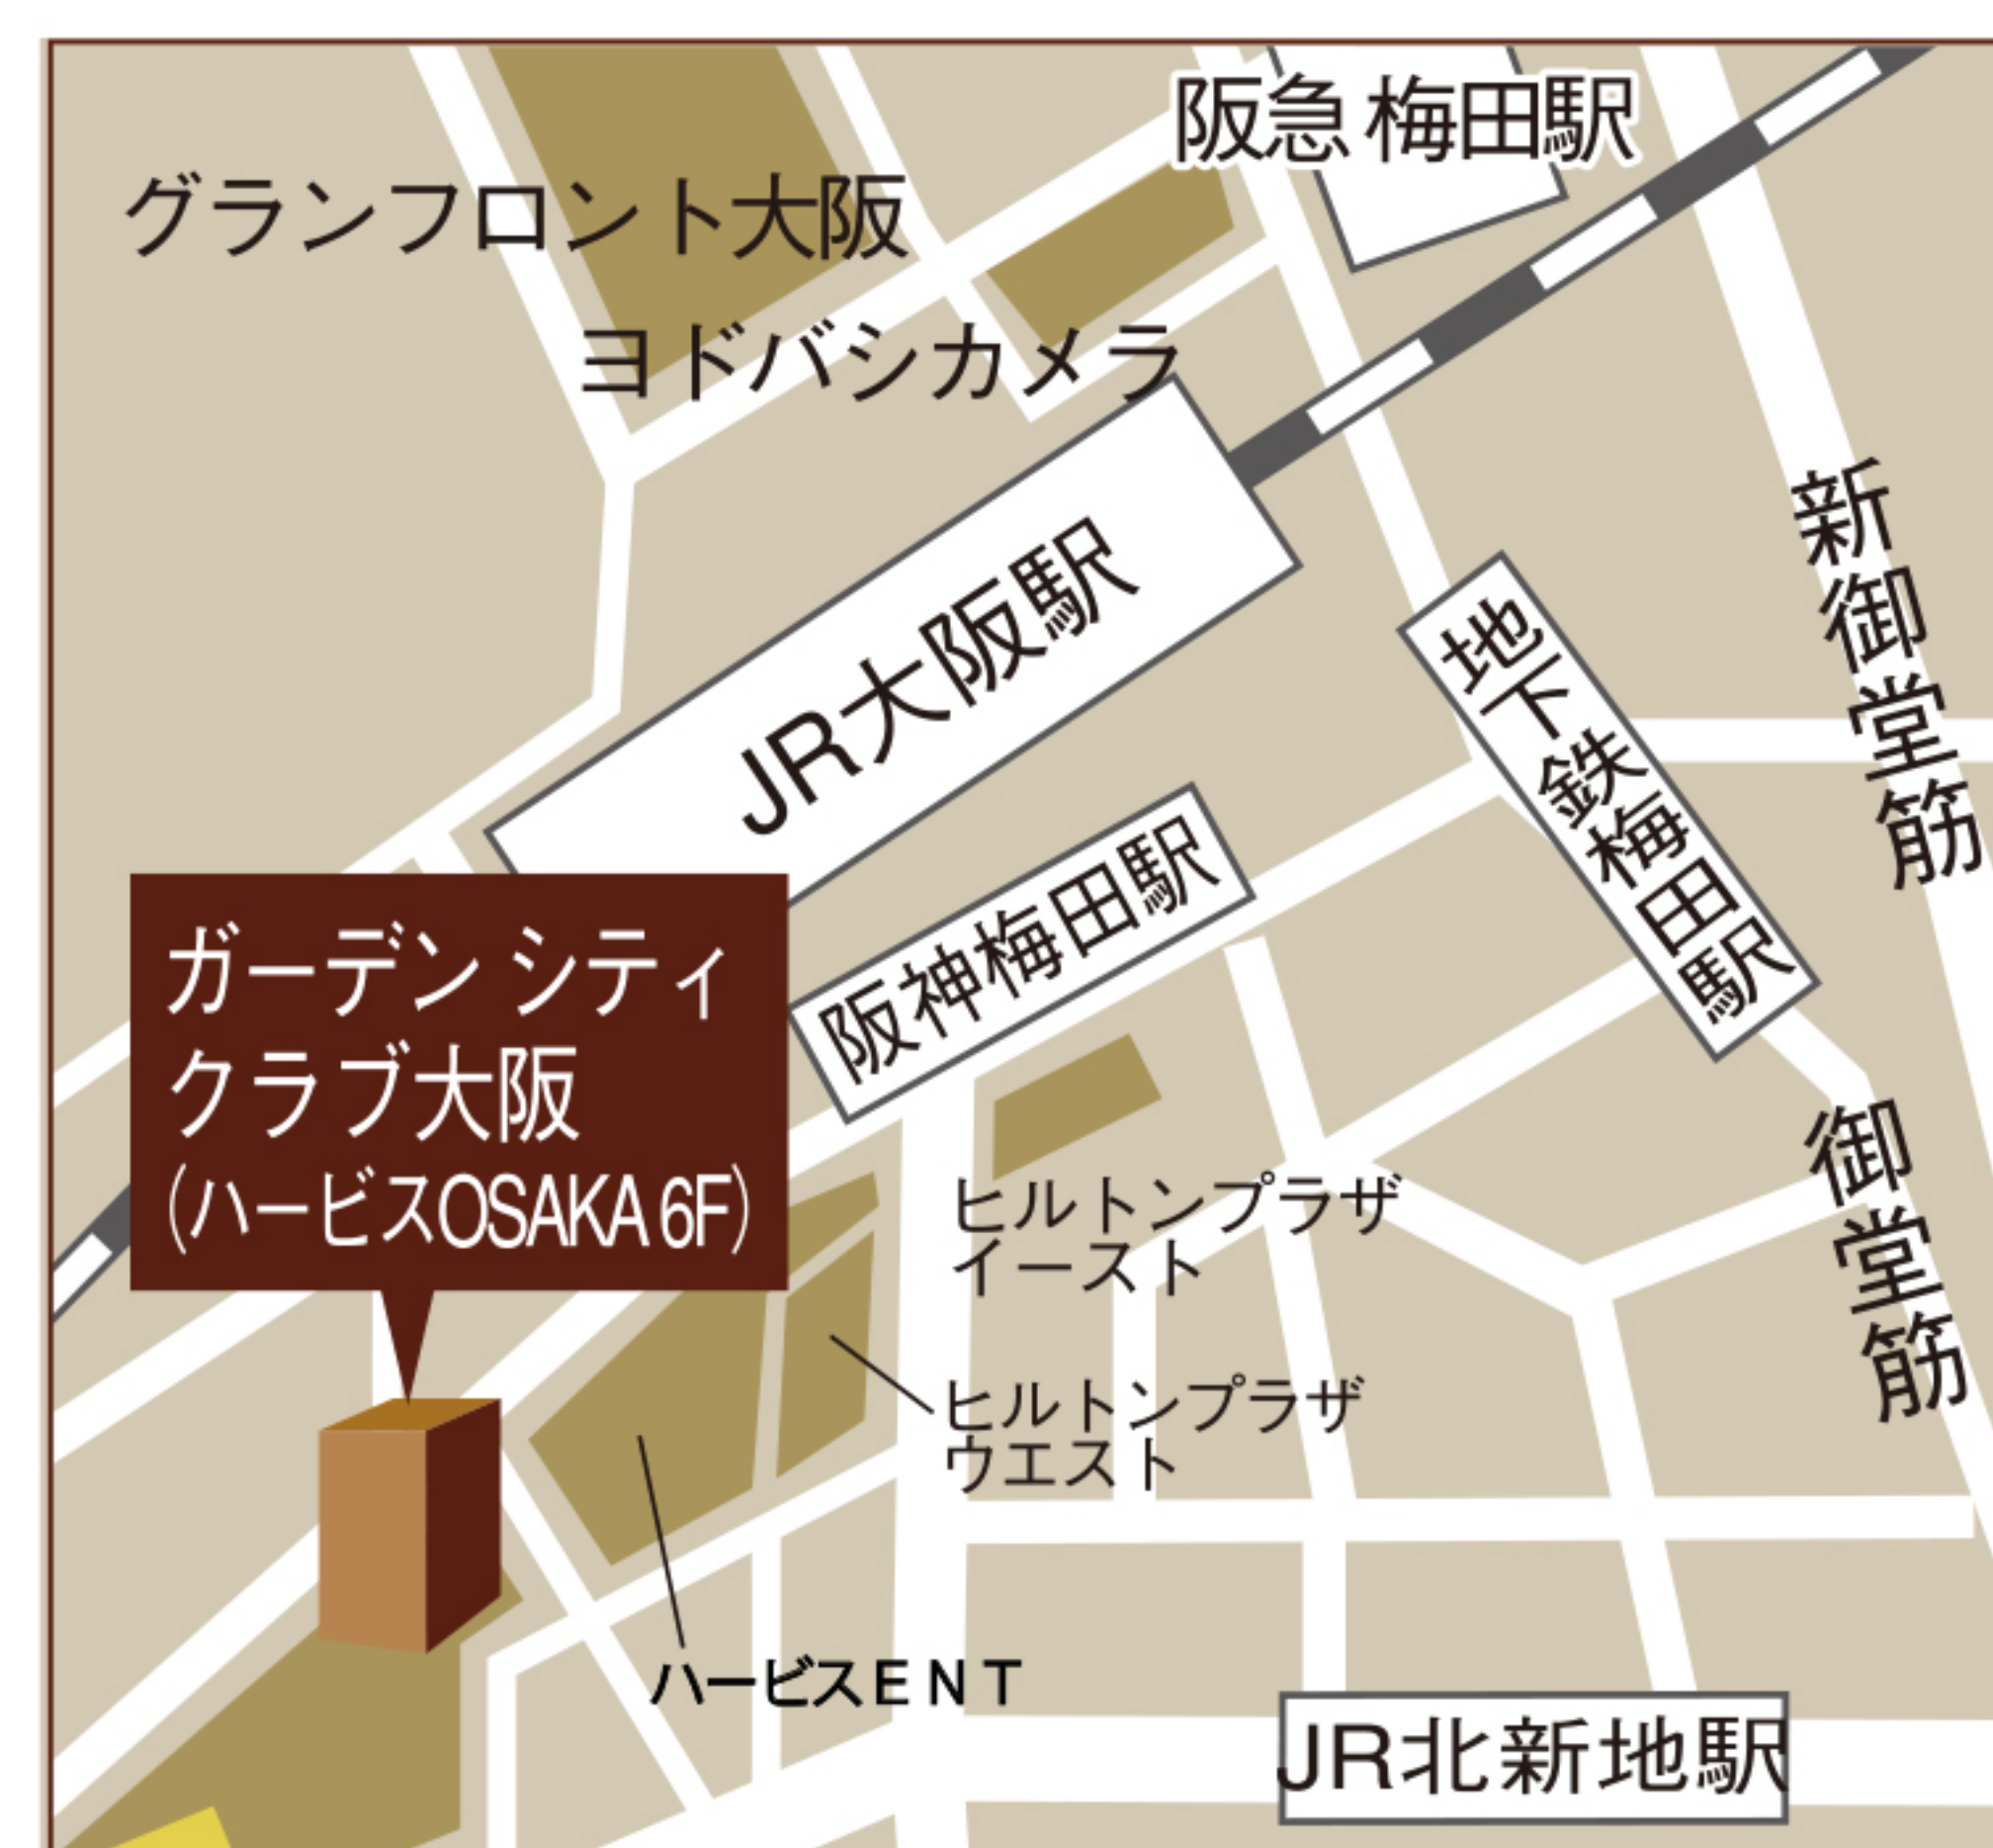 阪急 梅田駅
グランフロント大阪
ヨドバシカメラ
新御堂筋
JR大阪駅
地下鉄梅田駅
阪神梅田駅
ガーデン シティ
クラブ大阪
(ハービスOSAKA 6F)
御堂筋
ヒルトンプラザ
イースト
ヒルトンプラザ
ウエスト
ハービスENT
JR北新地駅